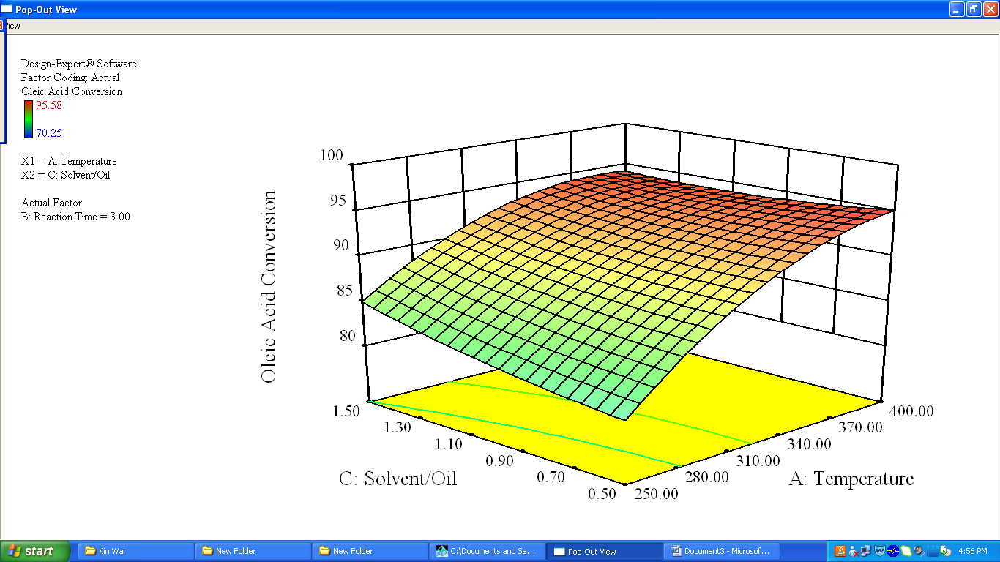 Pop-Out View
View
Design-Expert® Software
Factor Coding: Actual
Oleic Acid Conversion
95.58
70.25
X1 = A: Temperature
X2 = C: Solvent/Oil
Actual Factor
B: Reaction Time = 3.00
100
95
90
85
80
Oleic Acid Conversion
1.50
1.30
1.10
0.90
0.70
0.50
C: Solvent/Oil
400.00
370.00
340.00
310.00
280.00
250.00
A: Temperature
start
Kin Wai
New Folder
New Folder
C:\Documents and Se...
Pop-Out View
Document3 - Microsof...
4:56 PM